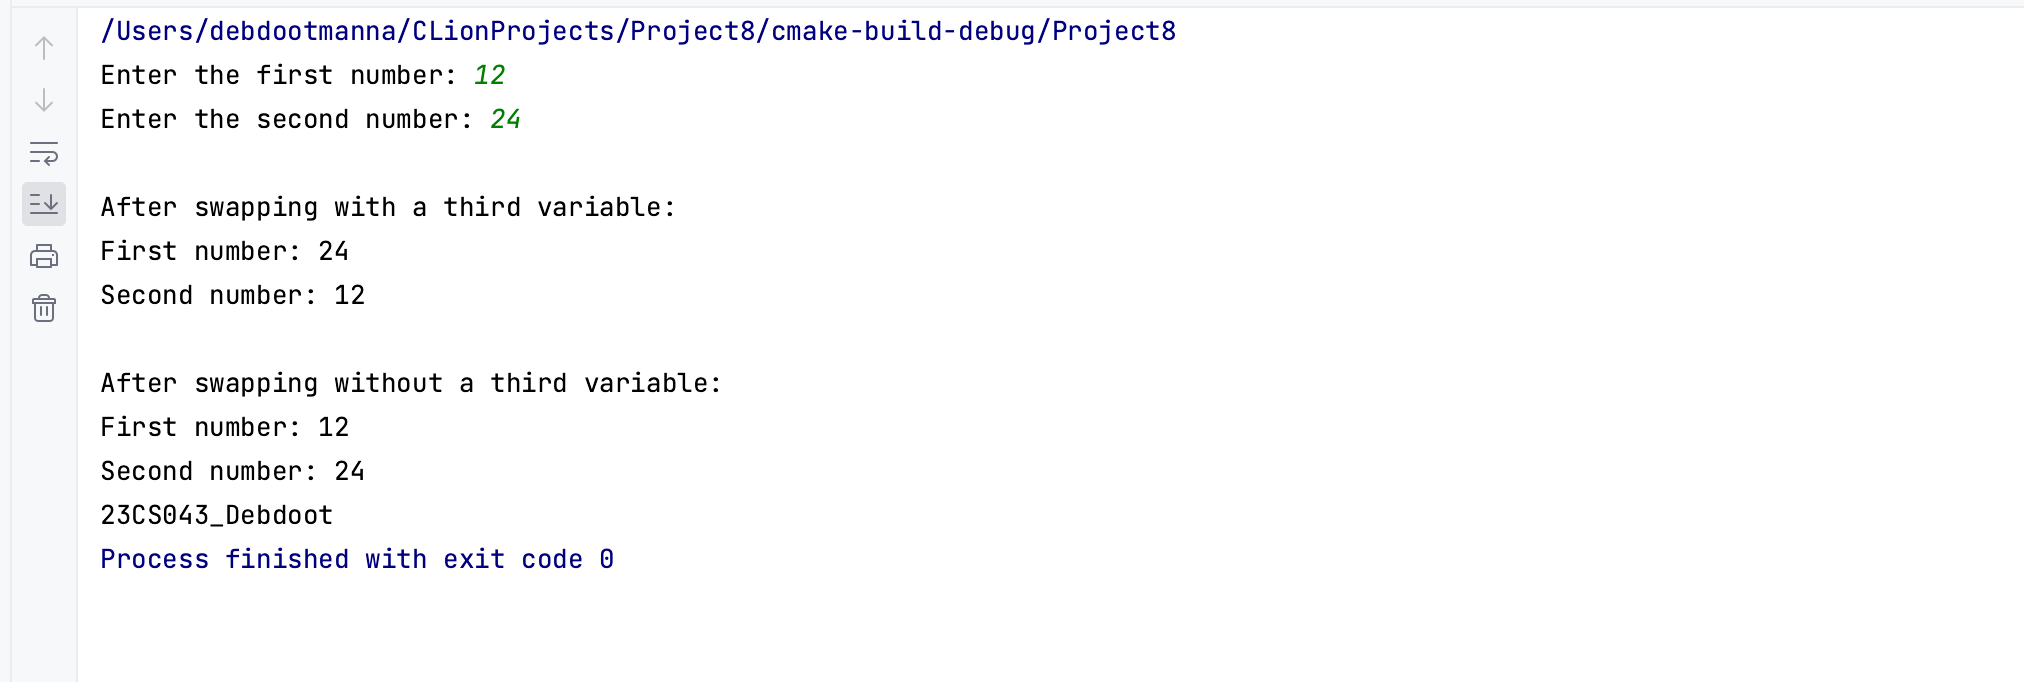 /Users/debdootmanna/CLionProjects/Project8/cmake-build-debug/Project8
Enter the first number: 12
Enter the second number: 24
After swapping with a third variable:
First number: 24
Second number: 12
After swapping without a third variable:
First number: 12
Second number: 24
23CS043_Debdoot
Process finished with exit code 0